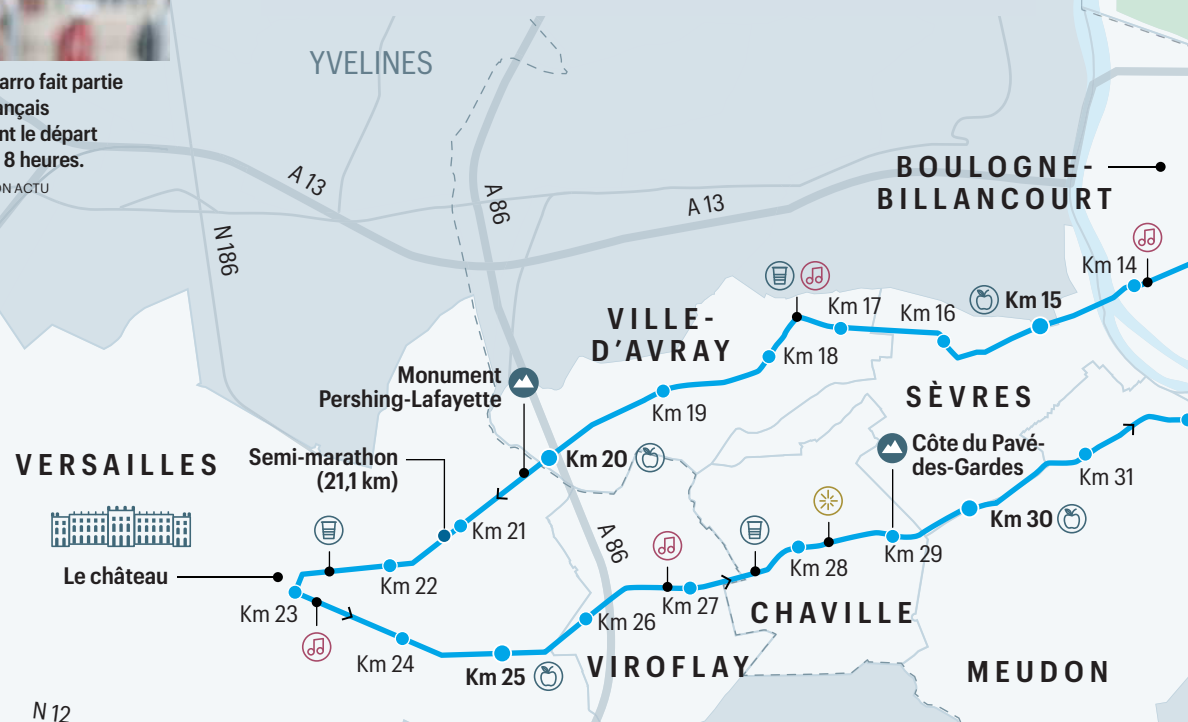 arro fait partie
ançais
nt le départ
8 heures.
ON ACTU
YVELINES
A 13
A 86
N 186
A 13
BOULOGNE-
BILLANCOURT
Km 14
Km 15
Km 16
Km 17
Km 18
VILLE-
D’AVRAY
Km 19
SÈVRES
Monument
Pershing-Lafayette
Km 20
Semi-marathon
(21,1 km)
VERSAILLES
Km 21
Km 22
Le château
Km 23
Km 24
Km 25
A 86
Km 26
VIROFLAY
Km 27
CHAVILLE
Km 28
Côte du Pavé-
des-Gardes
Km 29
Km 30
Km 31
MEUDON
N 12